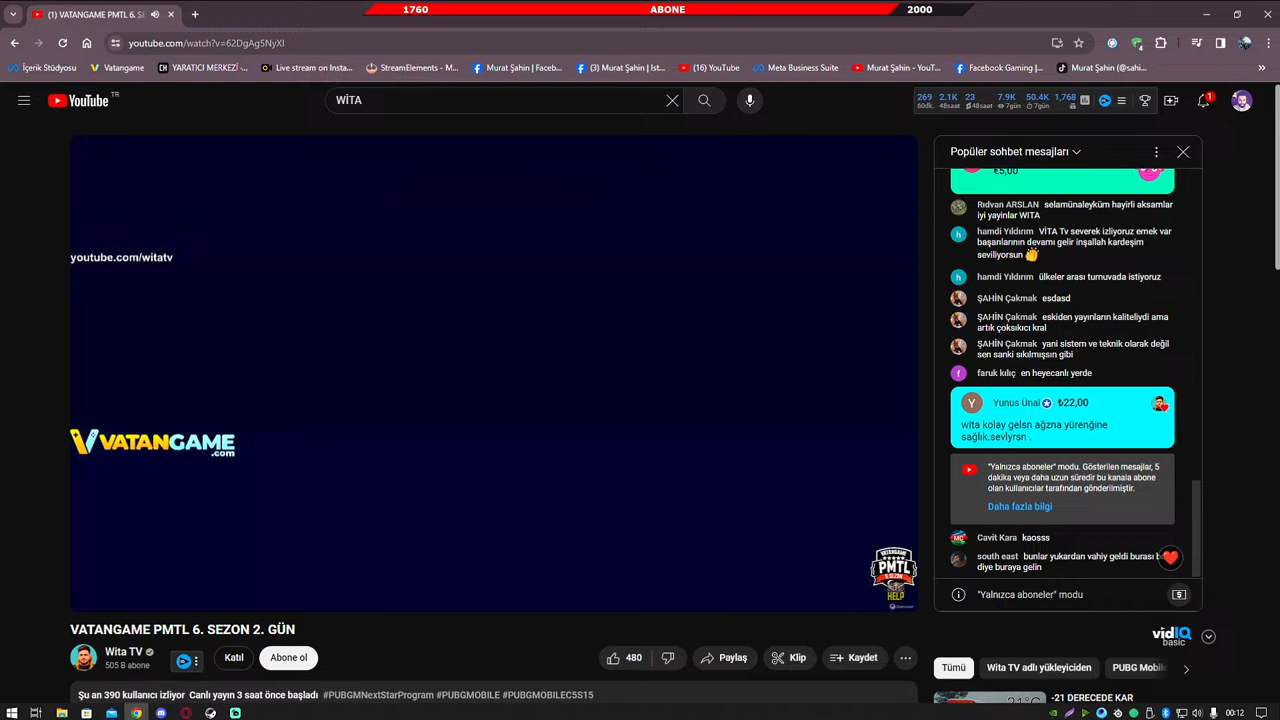 1760 ABONE 2000
(1) VATANGAME PMTL 6. SE
youtube.com/watch?v=62DgAg5NyXI
İçerik Stüdyosu Vatangame YARATICI MERKEZİ -... Live stream on Insta... StreamElements - M... Murat Şahin | Faceb... (3) Murat Şahin | Ist... (16) YouTube Meta Business Suite Murat Şahin - YouT... Facebook Gaming |... Murat Şahin (@sahi...
YouTube TR
WİTA
269 2.1K 23 7.9K 50.4K 1,768
60dk. 48saat 48saat 7gün 7gün
1
Popüler sohbet mesajları
₺5,00
Rıdvan ARSLAN selamünaleyküm hayirli aksamlar
iyi yayinlar WITA
hamdi Yıldırım VİTA Tv severek izliyoruz emek var
başarılarının devamı gelir inşallah kardeşim
seviliyorsun
hamdi Yıldırım ülkeler arası turnuvada istiyoruz
ŞAHİN Çakmak esdasd
ŞAHİN Çakmak eskiden yayınların kaliteliydi ama
artık çoksıkıcı kral
ŞAHİN Çakmak yani sistem ve teknik olarak değil
sen sanki sıkılmışsın gibi
faruk kılıç en heyecanlı yerde
Yunus Ünal ₺22,00
wita kolay gelsn ağzna yürenğine
sağlık.sevlyrsn .
"Yalnızca aboneler" modu. Gösterilen mesajlar, 5
dakika veya daha uzun süredir bu kanala abone
olan kullanıcılar tarafından gönderilmiştir.
Daha fazla bilgi
Cavit Kara kaosss
south east bunlar yukardan vahiy geldi burası b
diye buraya gelin
"Yalnızca aboneler" modu
youtube.com/witatv
VATANGAME
.com
VATANGAME
PMTL
6.SEZON
HELP
VATANGAME PMTL 6. SEZON 2. GÜN
Wita TV
505 B abone
Katıl
Abone ol
480
Paylaş
Klip
Kaydet
vidIQ
basic
Tümü Wita TV adlı yükleyiciden PUBG Mobile
Şu an 390 kullanıcı izliyor Canlı yayın 3 saat önce başladı #PUBGMNextStarProgram #PUBGMOBILE #PUBGMOBILEC5S15
-21 DERECEDE KAR
00:12